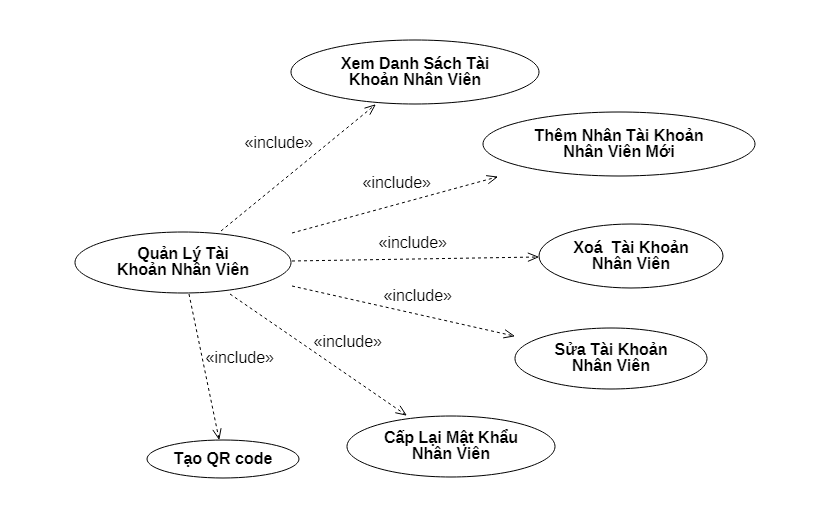 Xem Danh Sách Tài
Khoản Nhân Viên
«include»
Thêm Nhân Tài Khoản
Nhân Viên Mới
«include»
Quản Lý Tài
Khoản Nhân Viên
«include»
Xoá  Tài Khoản
Nhân Viên
«include»
Sửa Tài Khoản
Nhân Viên
«include»
«include»
Cấp Lại Mật Khẩu
Nhân Viên
Tạo QR code